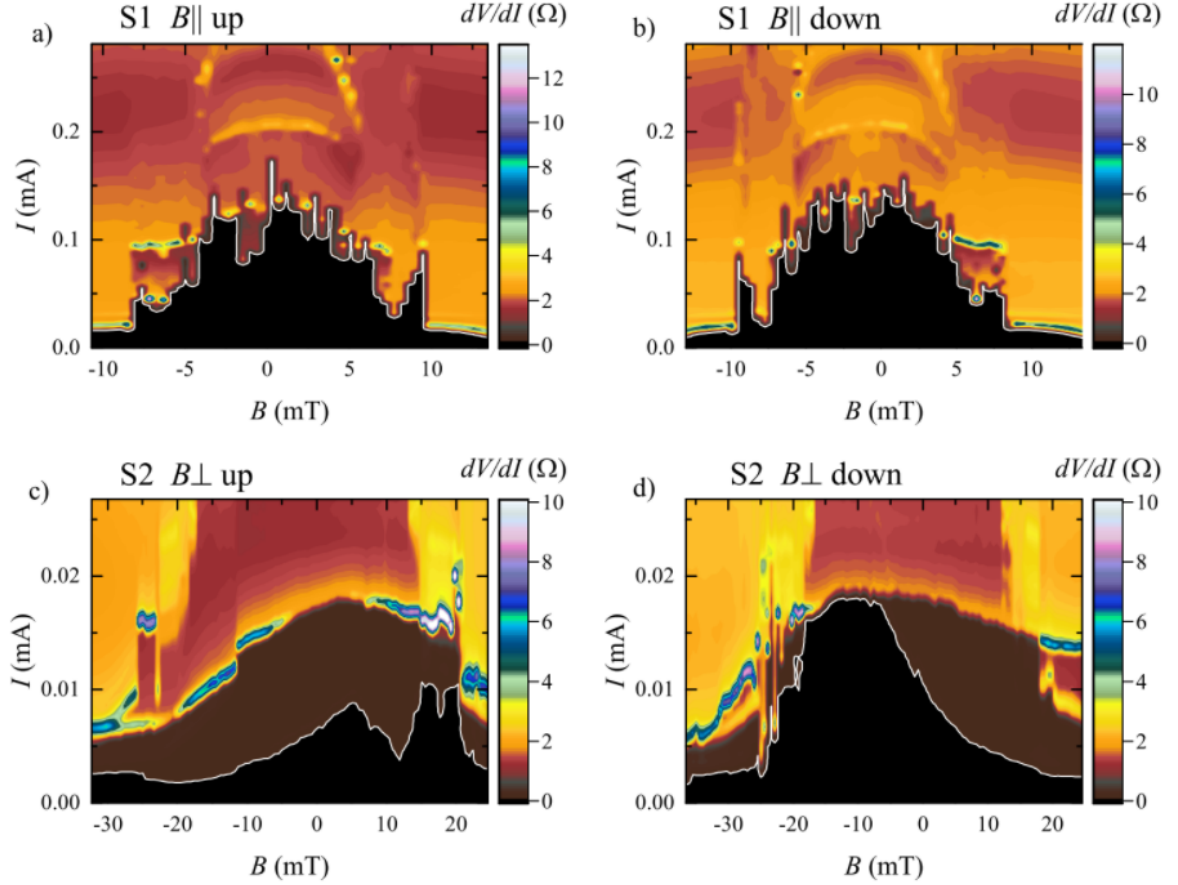 a) S1 B|| up dV/dI (Ω)
12
10
8
6
4
2
0
0.2
0.1
0.0
I (mA)
-10 -5 0 5 10
B (mT)
b) S1 B|| down dV/dI (Ω)
10
8
6
4
2
0
0.2
0.1
0.0
I (mA)
-10 -5 0 5 10
B (mT)
c) S2 B⊥ up dV/dI (Ω)
10
8
6
4
2
0
0.02
0.01
0.00
I (mA)
-30 -20 -10 0 10 20
B (mT)
d) S2 B⊥ down dV/dI (Ω)
10
8
6
4
2
0
0.02
0.01
0.00
I (mA)
-30 -20 -10 0 10 20
B (mT)